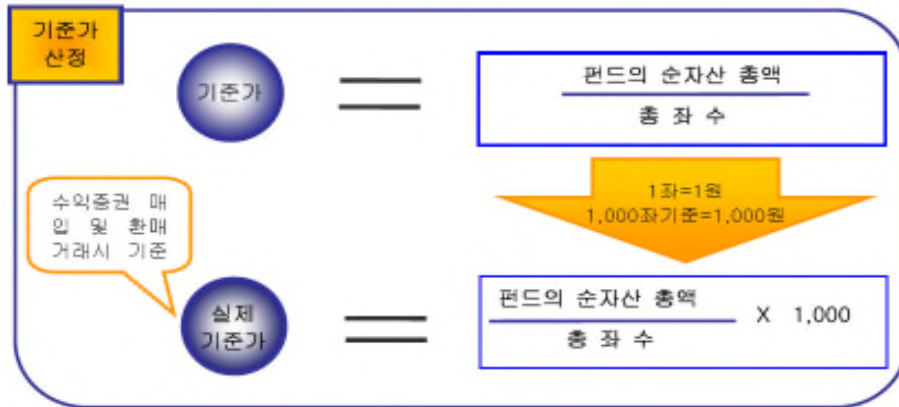 기준가
산정
기준가
펀드의 순자산 총액
총 좌 수
1좌=1원
1,000좌기준=1,000원
수익증권 매
입 및 환매
거래시 기준
실제
기준가
펀드의 순자산 총액
총 좌 수
X 1,000